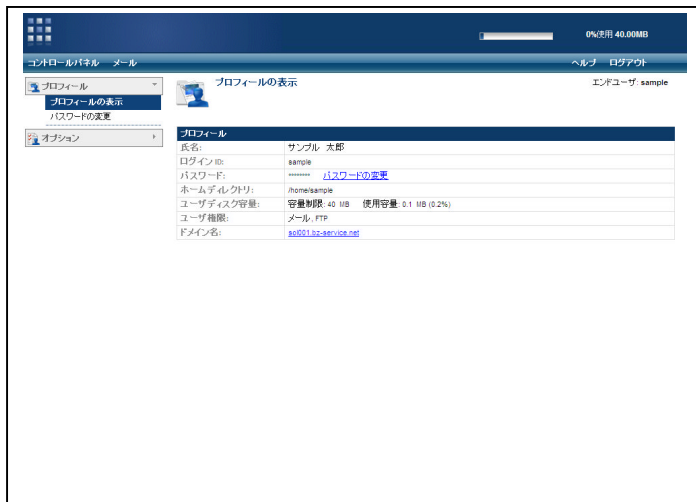 0%使用 40.00MB
コントロールパネル メール ヘルプ ログアウト
プロフィール
プロフィールの表示
パスワードの変更
オプション
プロフィールの表示
エンドユーザ: sample
プロフィール
氏名: サンプル 太郎
ログイン ID: sample
パスワード: ******** パスワードの変更
ホームディレクトリ: /home/sample
ユーザディスク容量: 容量制限: 40 MB 使用容量: 0.1 MB (0.2%)
ユーザ権限: メール, FTP
ドメイン名: sol001.bz-service.net